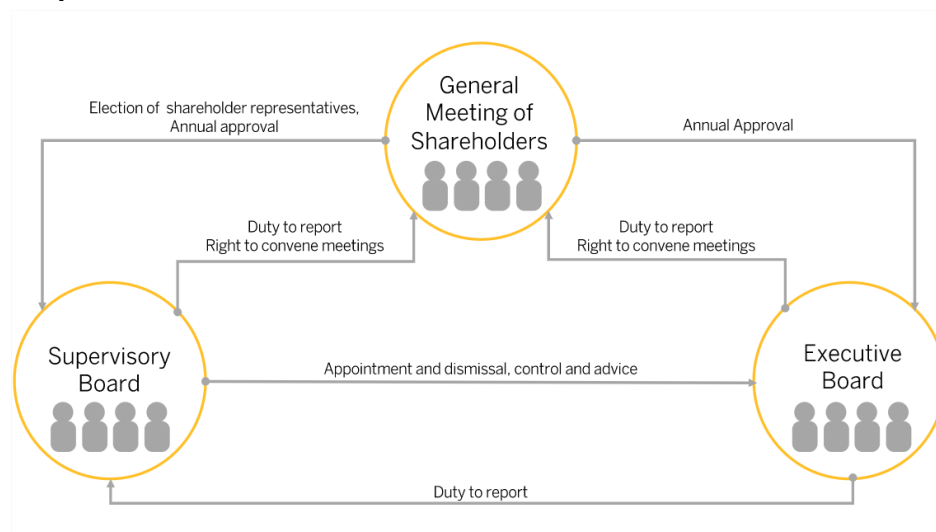 General
Meeting of
Shareholders
Election of shareholder representatives,
Annual approval
Annual Approval
Duty to report
Right to convene meetings
Duty to report
Right to convene meetings
Supervisory
Board
Appointment and dismissal, control and advice
Executive
Board
Duty to report